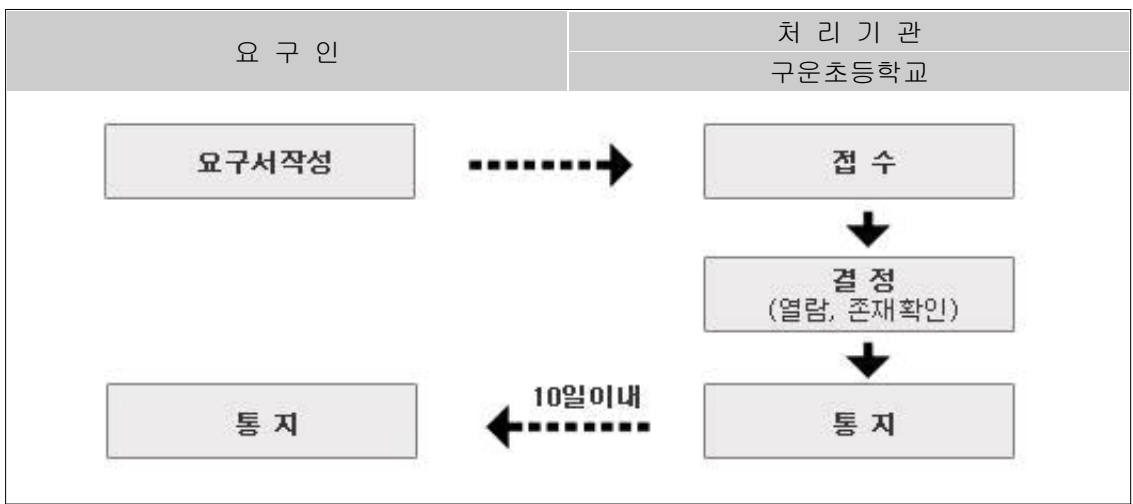 요 구 인
처 리 기 관
구운초등학교
요구서작성
접 수
결 정
(열람, 존재확인)
10일이내
통 지
통 지